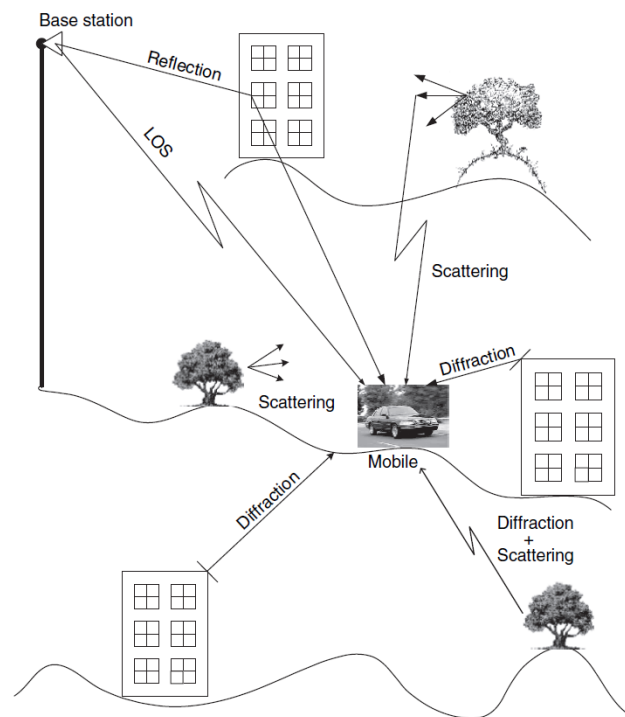 Base station
Reflection
LOS
Scattering
Diffraction
Scattering
Mobile
Diffraction
Diffraction
+
Scattering